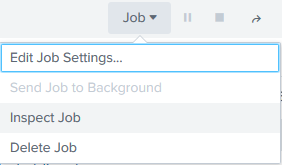 Job
Edit Job Settings...
Send Job to Background
Inspect Job
Delete Job